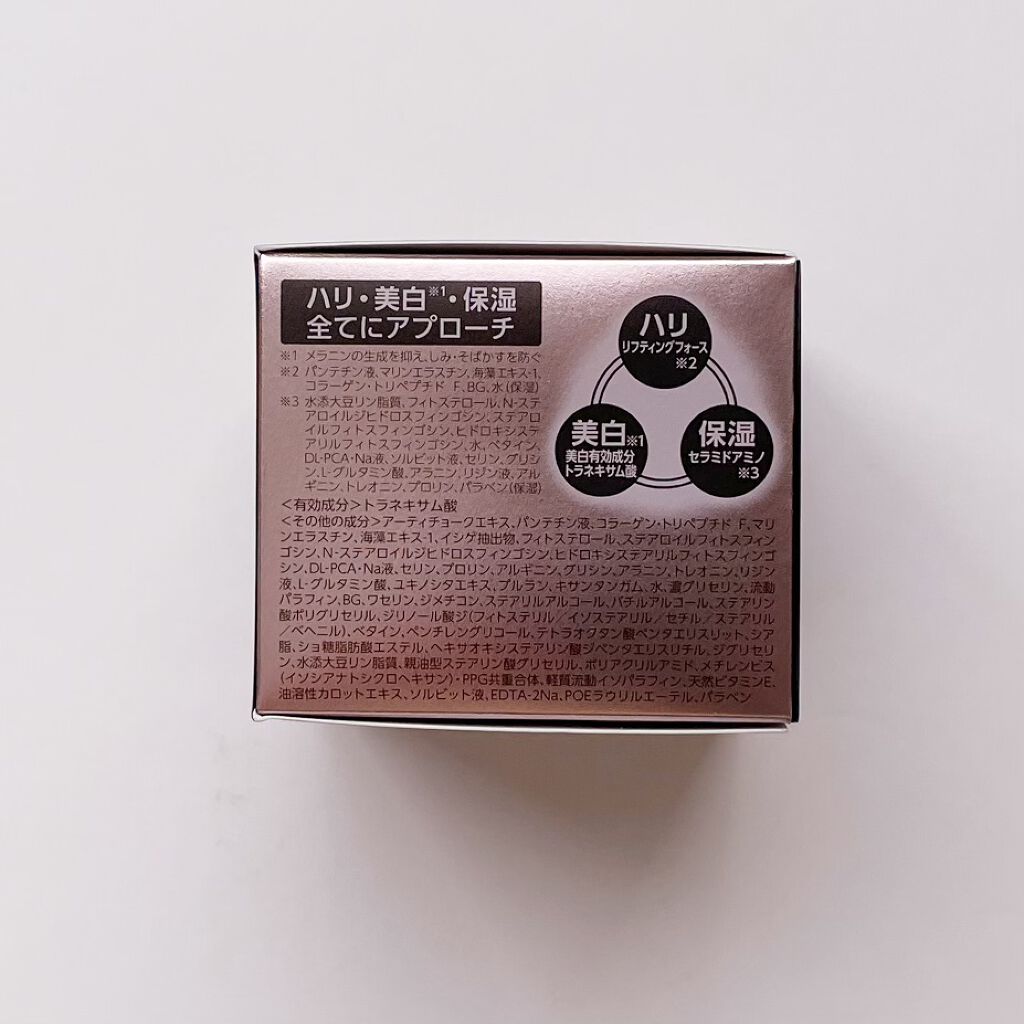 ハリ・美白※1・保湿
全てにアプローチ
※1 メラニンの生成を抑え、しみ・そばかすを防ぐ
※2 パンテチン液、マリンエラスチン、海藻エキス-1、
コラーゲン・トリペプチド F、BG、水(保湿)
※3 水添大豆リン脂質、フィトステロール、N-ステ
アロイルジヒドロスフィンゴシン、ステアロ
イルフィトスフィンゴシン、ヒドロキシステ
アリルフィトスフィンゴシン、水、ベタイン、
DL-PCA・Na液、ソルビット液、セリン、グリシ
ン、L-グルタミン酸、アラニン、リジン液、アル
ギニン、トレオニン、プロリン、パラベン(保湿)
ハリ
リフティングフォース
※2
美白※1
美白有効成分
トラネキサム酸
保湿
セラミドアミノ
※3
<有効成分>トラネキサム酸
<その他の成分>アーティチョークエキス、パンテチン液、コラーゲン・トリペプチド F、マリ
ンエラスチン、海藻エキス-1、イシゲ抽出物、フィトステロール、ステアロイルフィトスフィン
ゴシン、N-ステアロイルジヒドロスフィンゴシン、ヒドロキシステアリルフィトスフィンゴ
シン、DL-PCA・Na液、セリン、プロリン、アルギニン、グリシン、アラニン、トレオニン、リジン
液、L-グルタミン酸、ユキノシタエキス、プルラン、キサンタンガム、水、濃グリセリン、流動
パラフィン、BG、ワセリン、ジメチコン、ステアリルアルコール、バチルアルコール、ステアリン
酸ポリグリセリル、ジリノール酸ジ(フィトステリル/イソステアリル/セチル/ステアリル
/ベヘニル)、ベタイン、ペンチレングリコール、テトラオクタン酸ペンタエリスリット、シア
脂、ショ糖脂肪酸エステル、ヘキサオキシステアリン酸ジペンタエリスリチル、ジグリセリ
ン、水添大豆リン脂質、親油型ステアリン酸グリセリル、ポリアクリルアミド、メチレンビス
(イソシアナトシクロヘキサン)・PPG共重合体、軽質流動イソパラフィン、天然ビタミンE、
油溶性カロットエキス、ソルビット液、EDTA-2Na、POEラウリルエーテル、パラベン